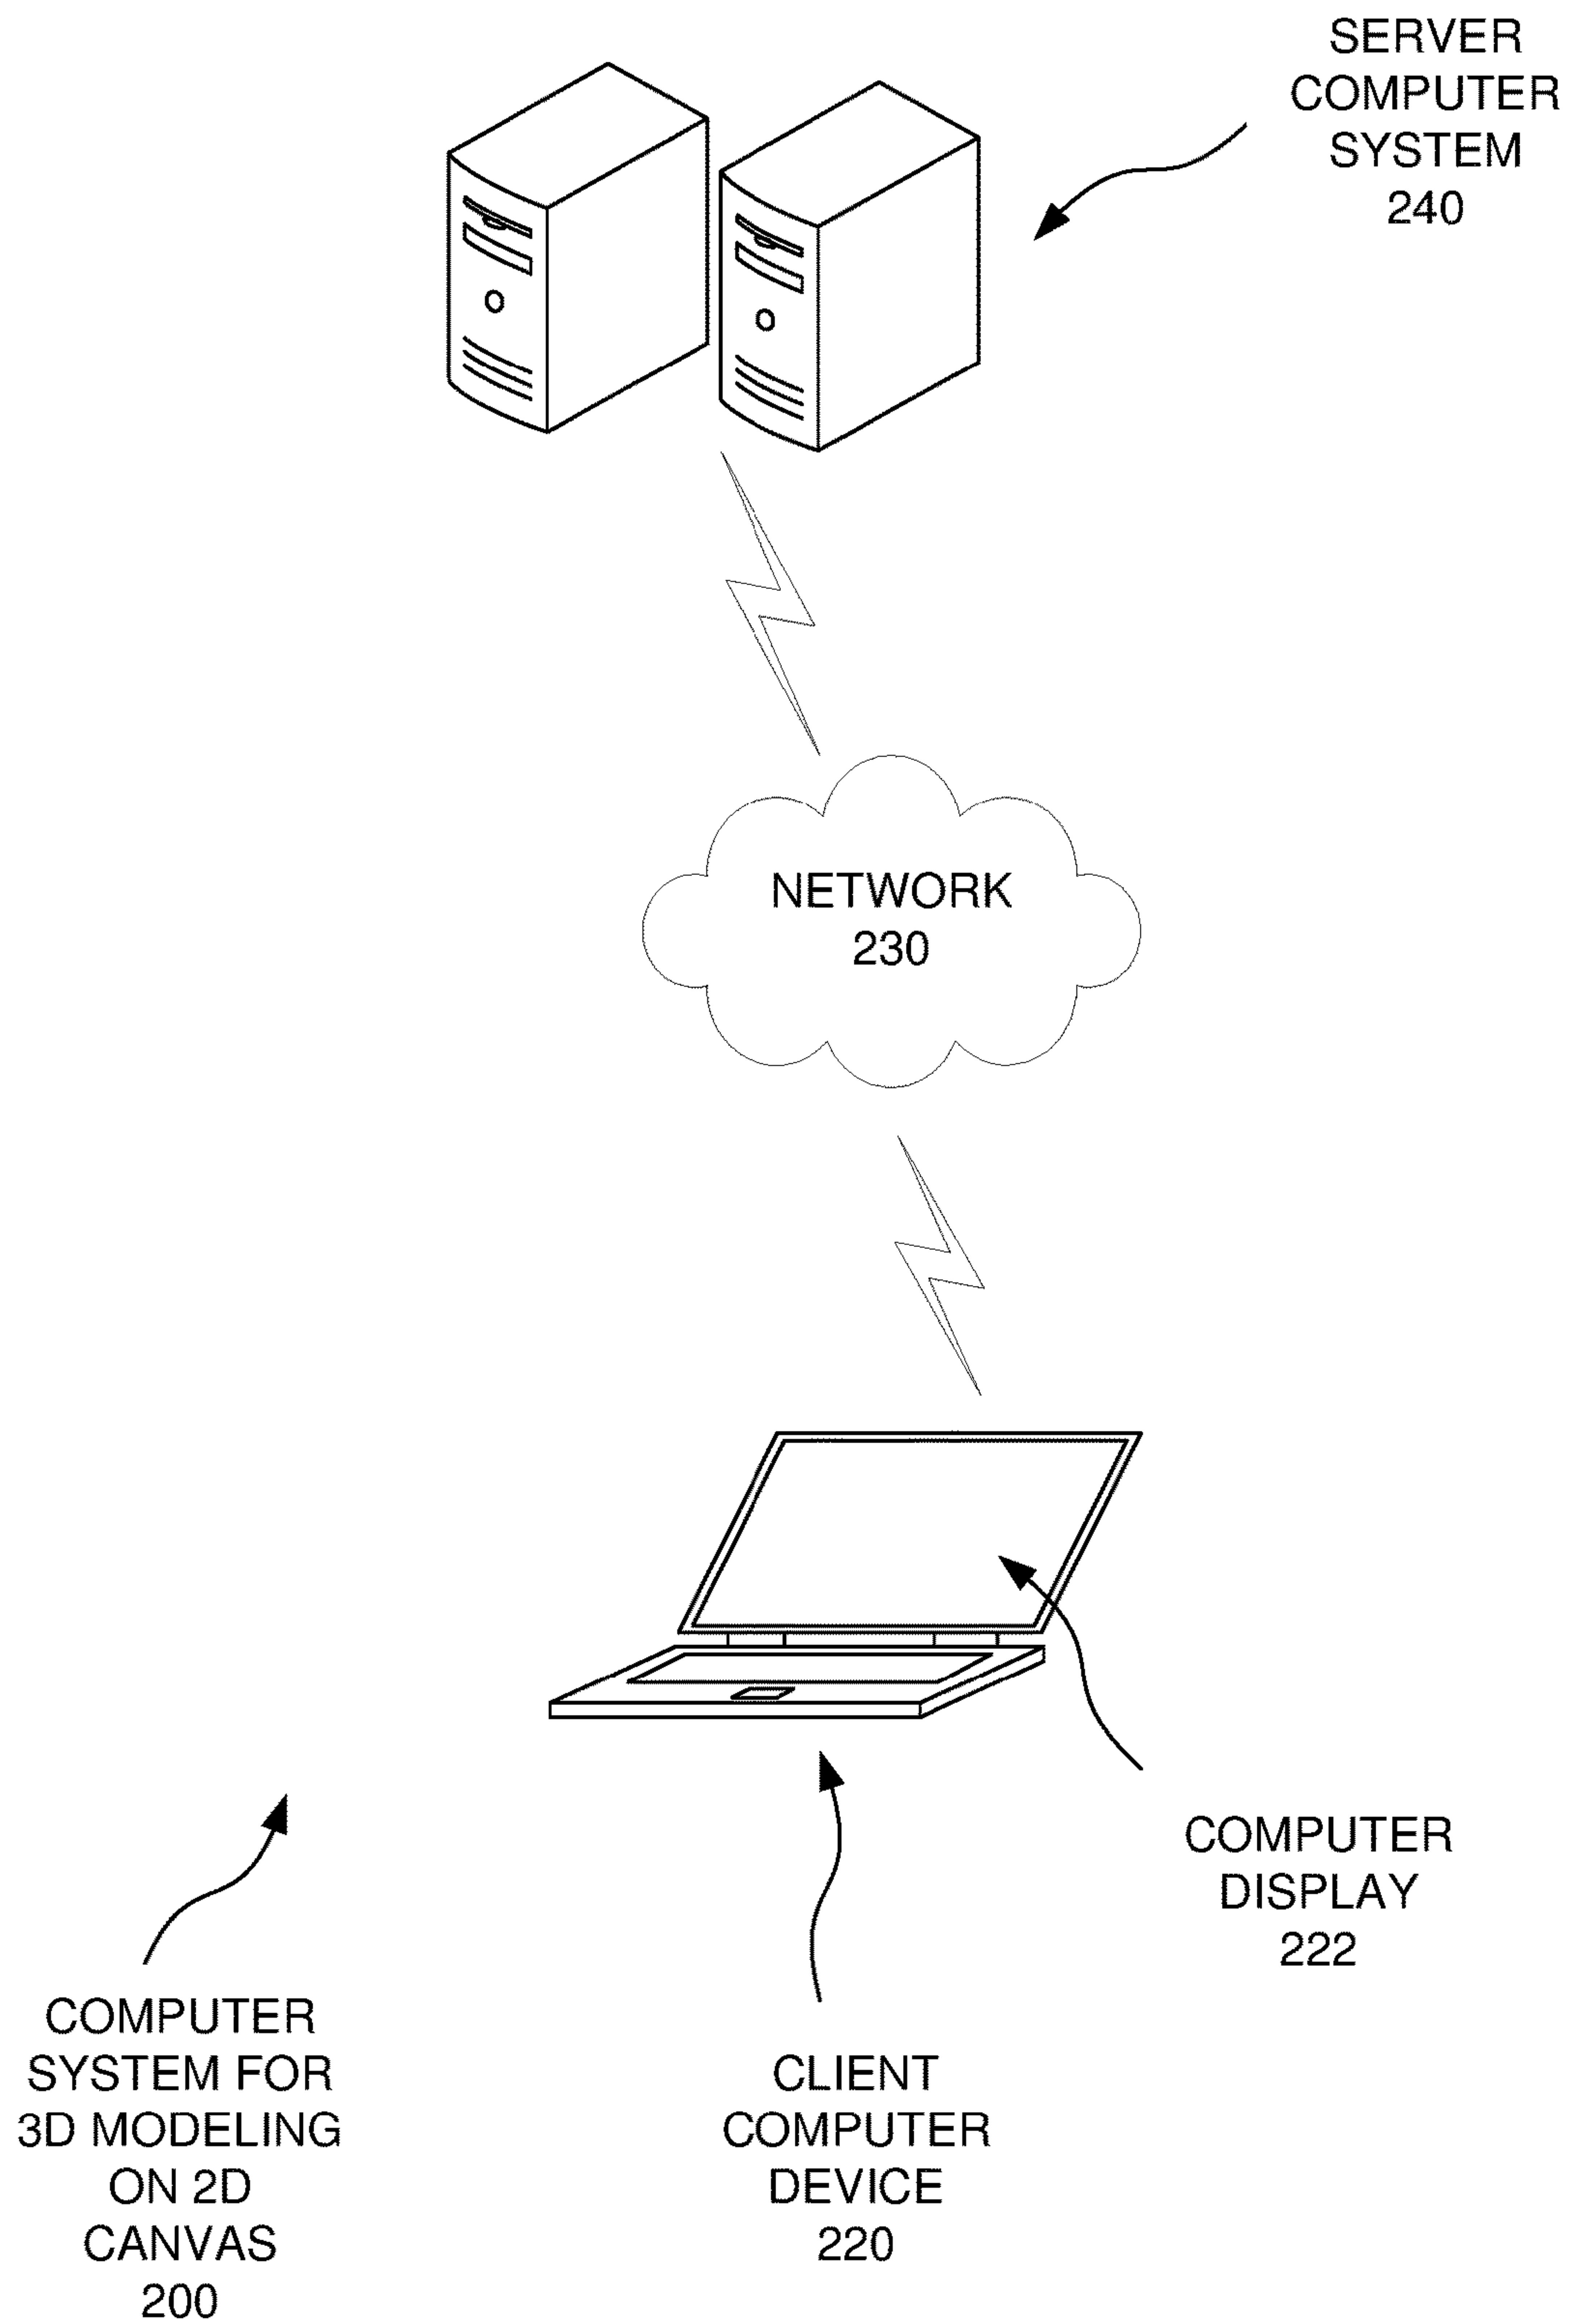 SERVER
COMPUTER
SYSTEM
240
NETWORK
230
COMPUTER
DISPLAY
222
COMPUTER
SYSTEM FOR
3D MODELING
ON 2D
CANVAS
200
CLIENT
COMPUTER
DEVICE
220